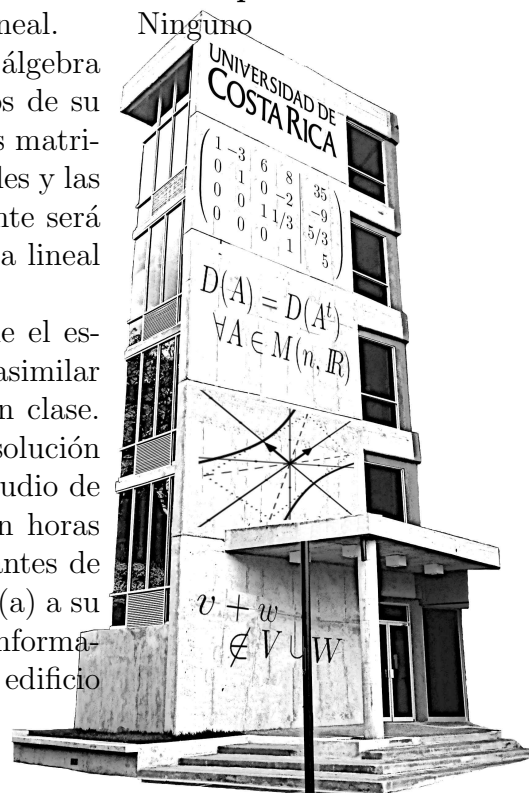 neal.
Ninguno
álgebra
os de su
s matri-
les y las
nte será
a lineal
e el es-
asimilar
n clase.
solución
udio de
n horas
antes de
(a) a su
nforma-
edificio
UNIVERSIDAD DE
COSTA RICA
1 −3 6 8 35
0 1 0 −2 −9
0 0 1 1/3 5/3
0 0 0 1 5
D(A) = D(Aᵗ)
∀A ∈ M(n, ℝ)
v + w
∉ V ∪ W